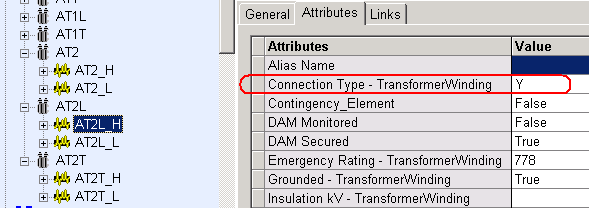 AT1L
AT1T
AT2
AT2_H
AT2_L
AT2L
AT2L_H
AT2L_L
AT2T
AT2T_H
AT2T_L
General Attributes Links
Attributes Value
Alias Name
Connection Type - TransformerWinding Y
Contingency_Element False
DAM Monitored False
DAM Secured True
Emergency Rating - TransformerWinding 778
Grounded - TransformerWinding True
Insulation kV - TransformerWinding